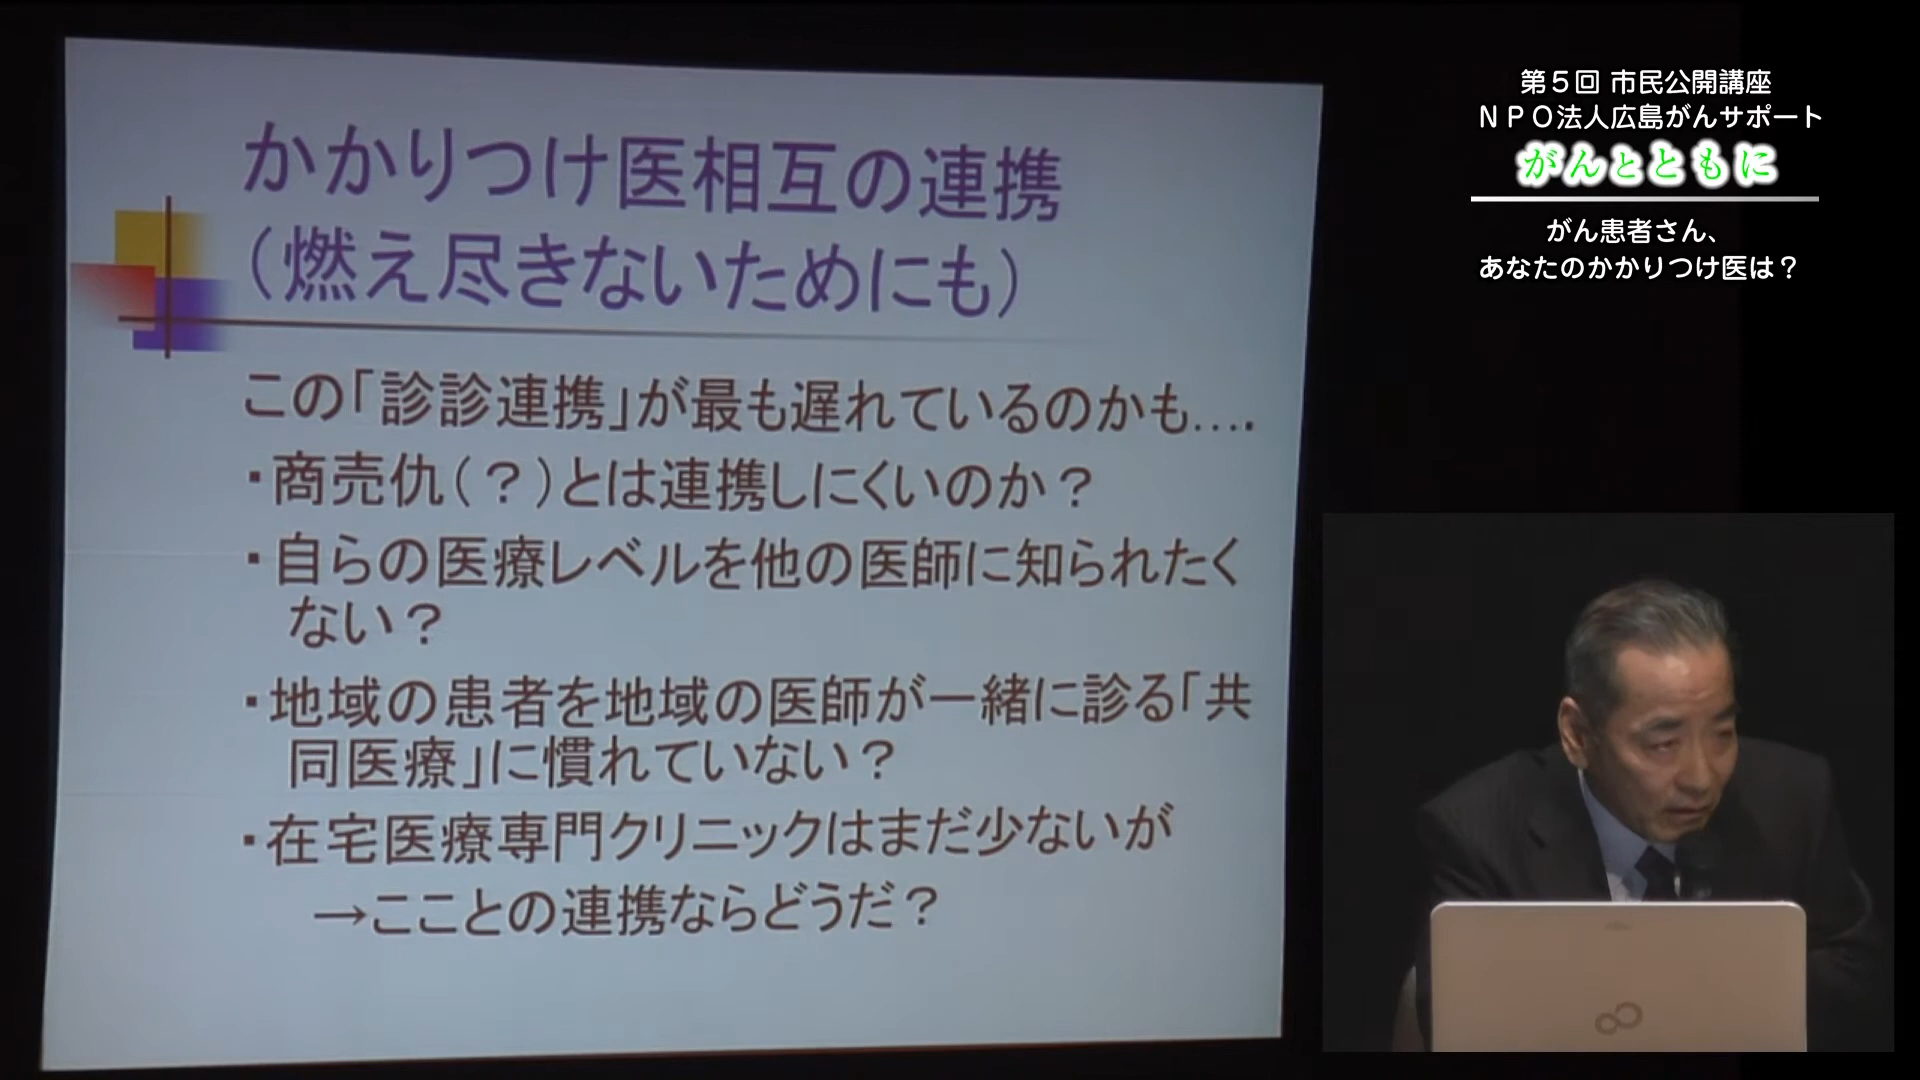 かかりつけ医相互の連携
（燃え尽きないためにも）
この「診診連携」が最も遅れているのかも….
・商売仇（？）とは連携しにくいのか？
・自らの医療レベルを他の医師に知られたく
ない？
・地域の患者を地域の医師が一緒に診る「共
同医療」に慣れていない？
・在宅医療専門クリニックはまだ少ないが
→こことの連携ならどうだ？
第５回 市民公開講座
ＮＰＯ法人広島がんサポート
がんとともに
がん患者さん、
あなたのかかりつけ医は？